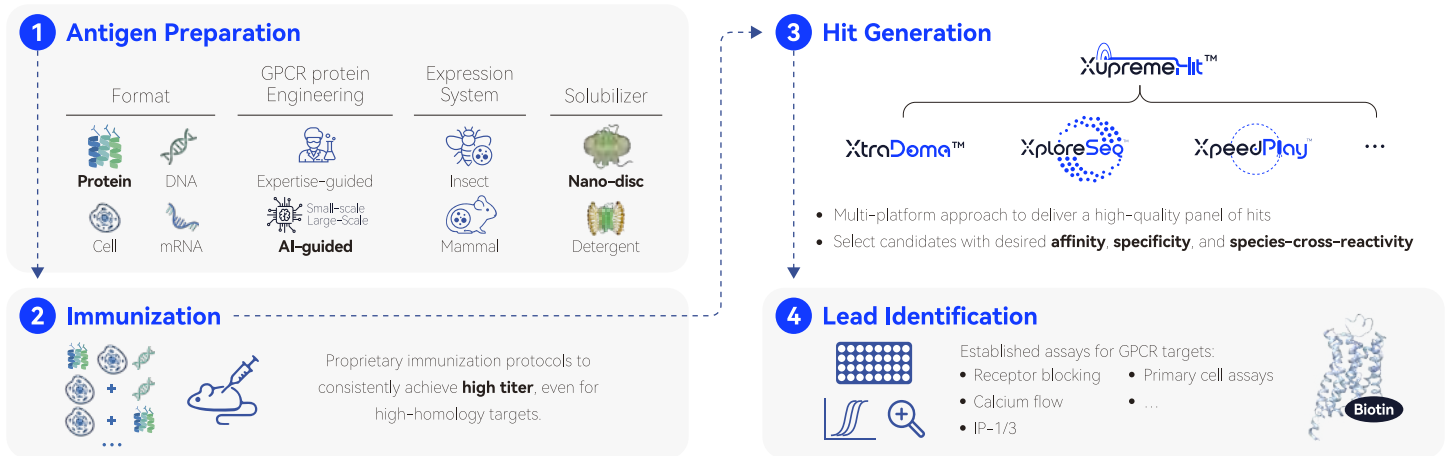 1 Antigen Preparation
Format
GPCR protein
Engineering
Expression
System
Solubilizer
Protein
DNA
Expertise-guided
Insect
Nano-disc
Small-scale
Large-Scale
Cell
mRNA
AI-guided
Mammal
Detergent
2 Immunization
+
+
...
Proprietary immunization protocols to
consistently achieve high titer, even for
high-homology targets.
3 Hit Generation
XupremeHit™
XtraDoma™
XploreSeq™
XpeedPlay™
...
• Multi-platform approach to deliver a high-quality panel of hits
• Select candidates with desired affinity, specificity, and species-cross-reactivity
4 Lead Identification
Established assays for GPCR targets:
• Receptor blocking
• Calcium flow
• IP-1/3
• Primary cell assays
• ...
Biotin